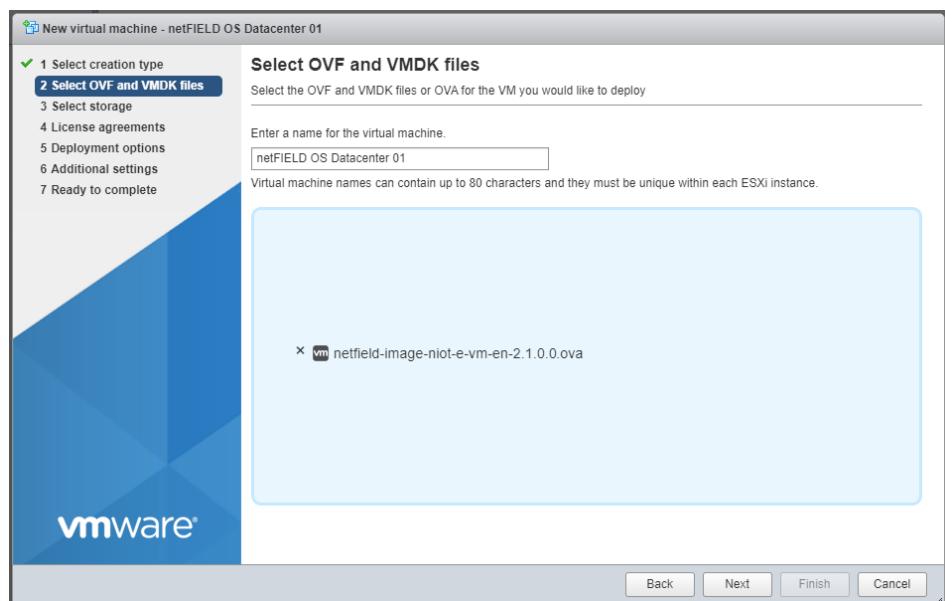 New virtual machine - netFIELD OS Datacenter 01
1 Select creation type
2 Select OVF and VMDK files
3 Select storage
4 License agreements
5 Deployment options
6 Additional settings
7 Ready to complete
vmware®
Select OVF and VMDK files
Select the OVF and VMDK files or OVA for the VM you would like to deploy
Enter a name for the virtual machine.
netFIELD OS Datacenter 01
Virtual machine names can contain up to 80 characters and they must be unique within each ESXi instance.
× vm netfield-image-niot-e-vm-en-2.1.0.0.ova
Back Next Finish Cancel